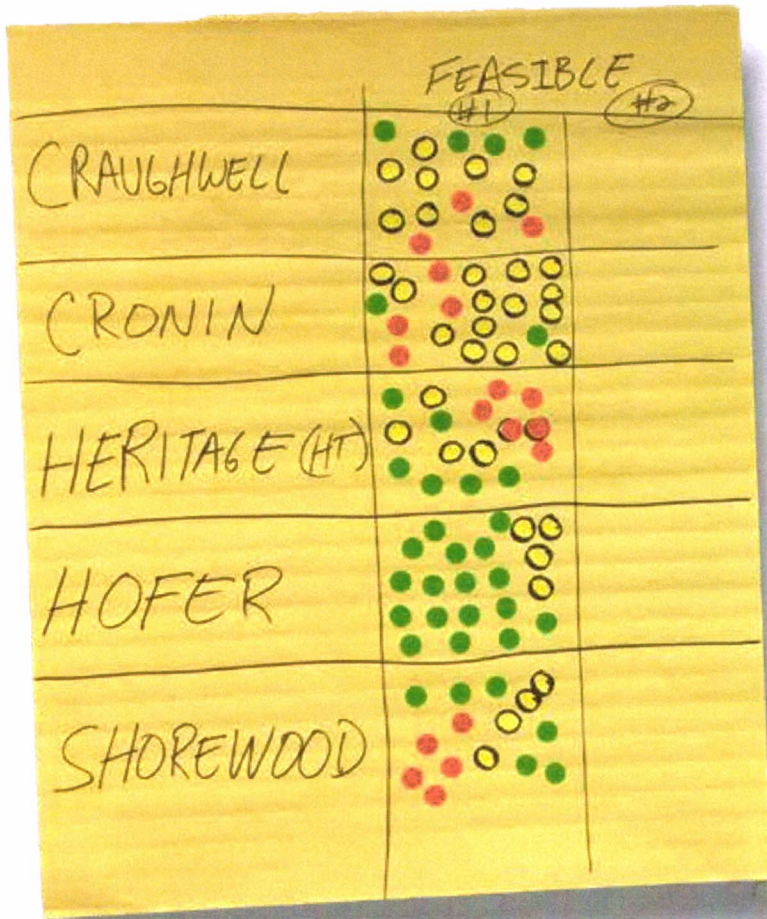 FEASIBLE
#1 #2
CRAUGHWELL
CRONIN
HERITAGE (HT)
HOFER
SHOREWOOD